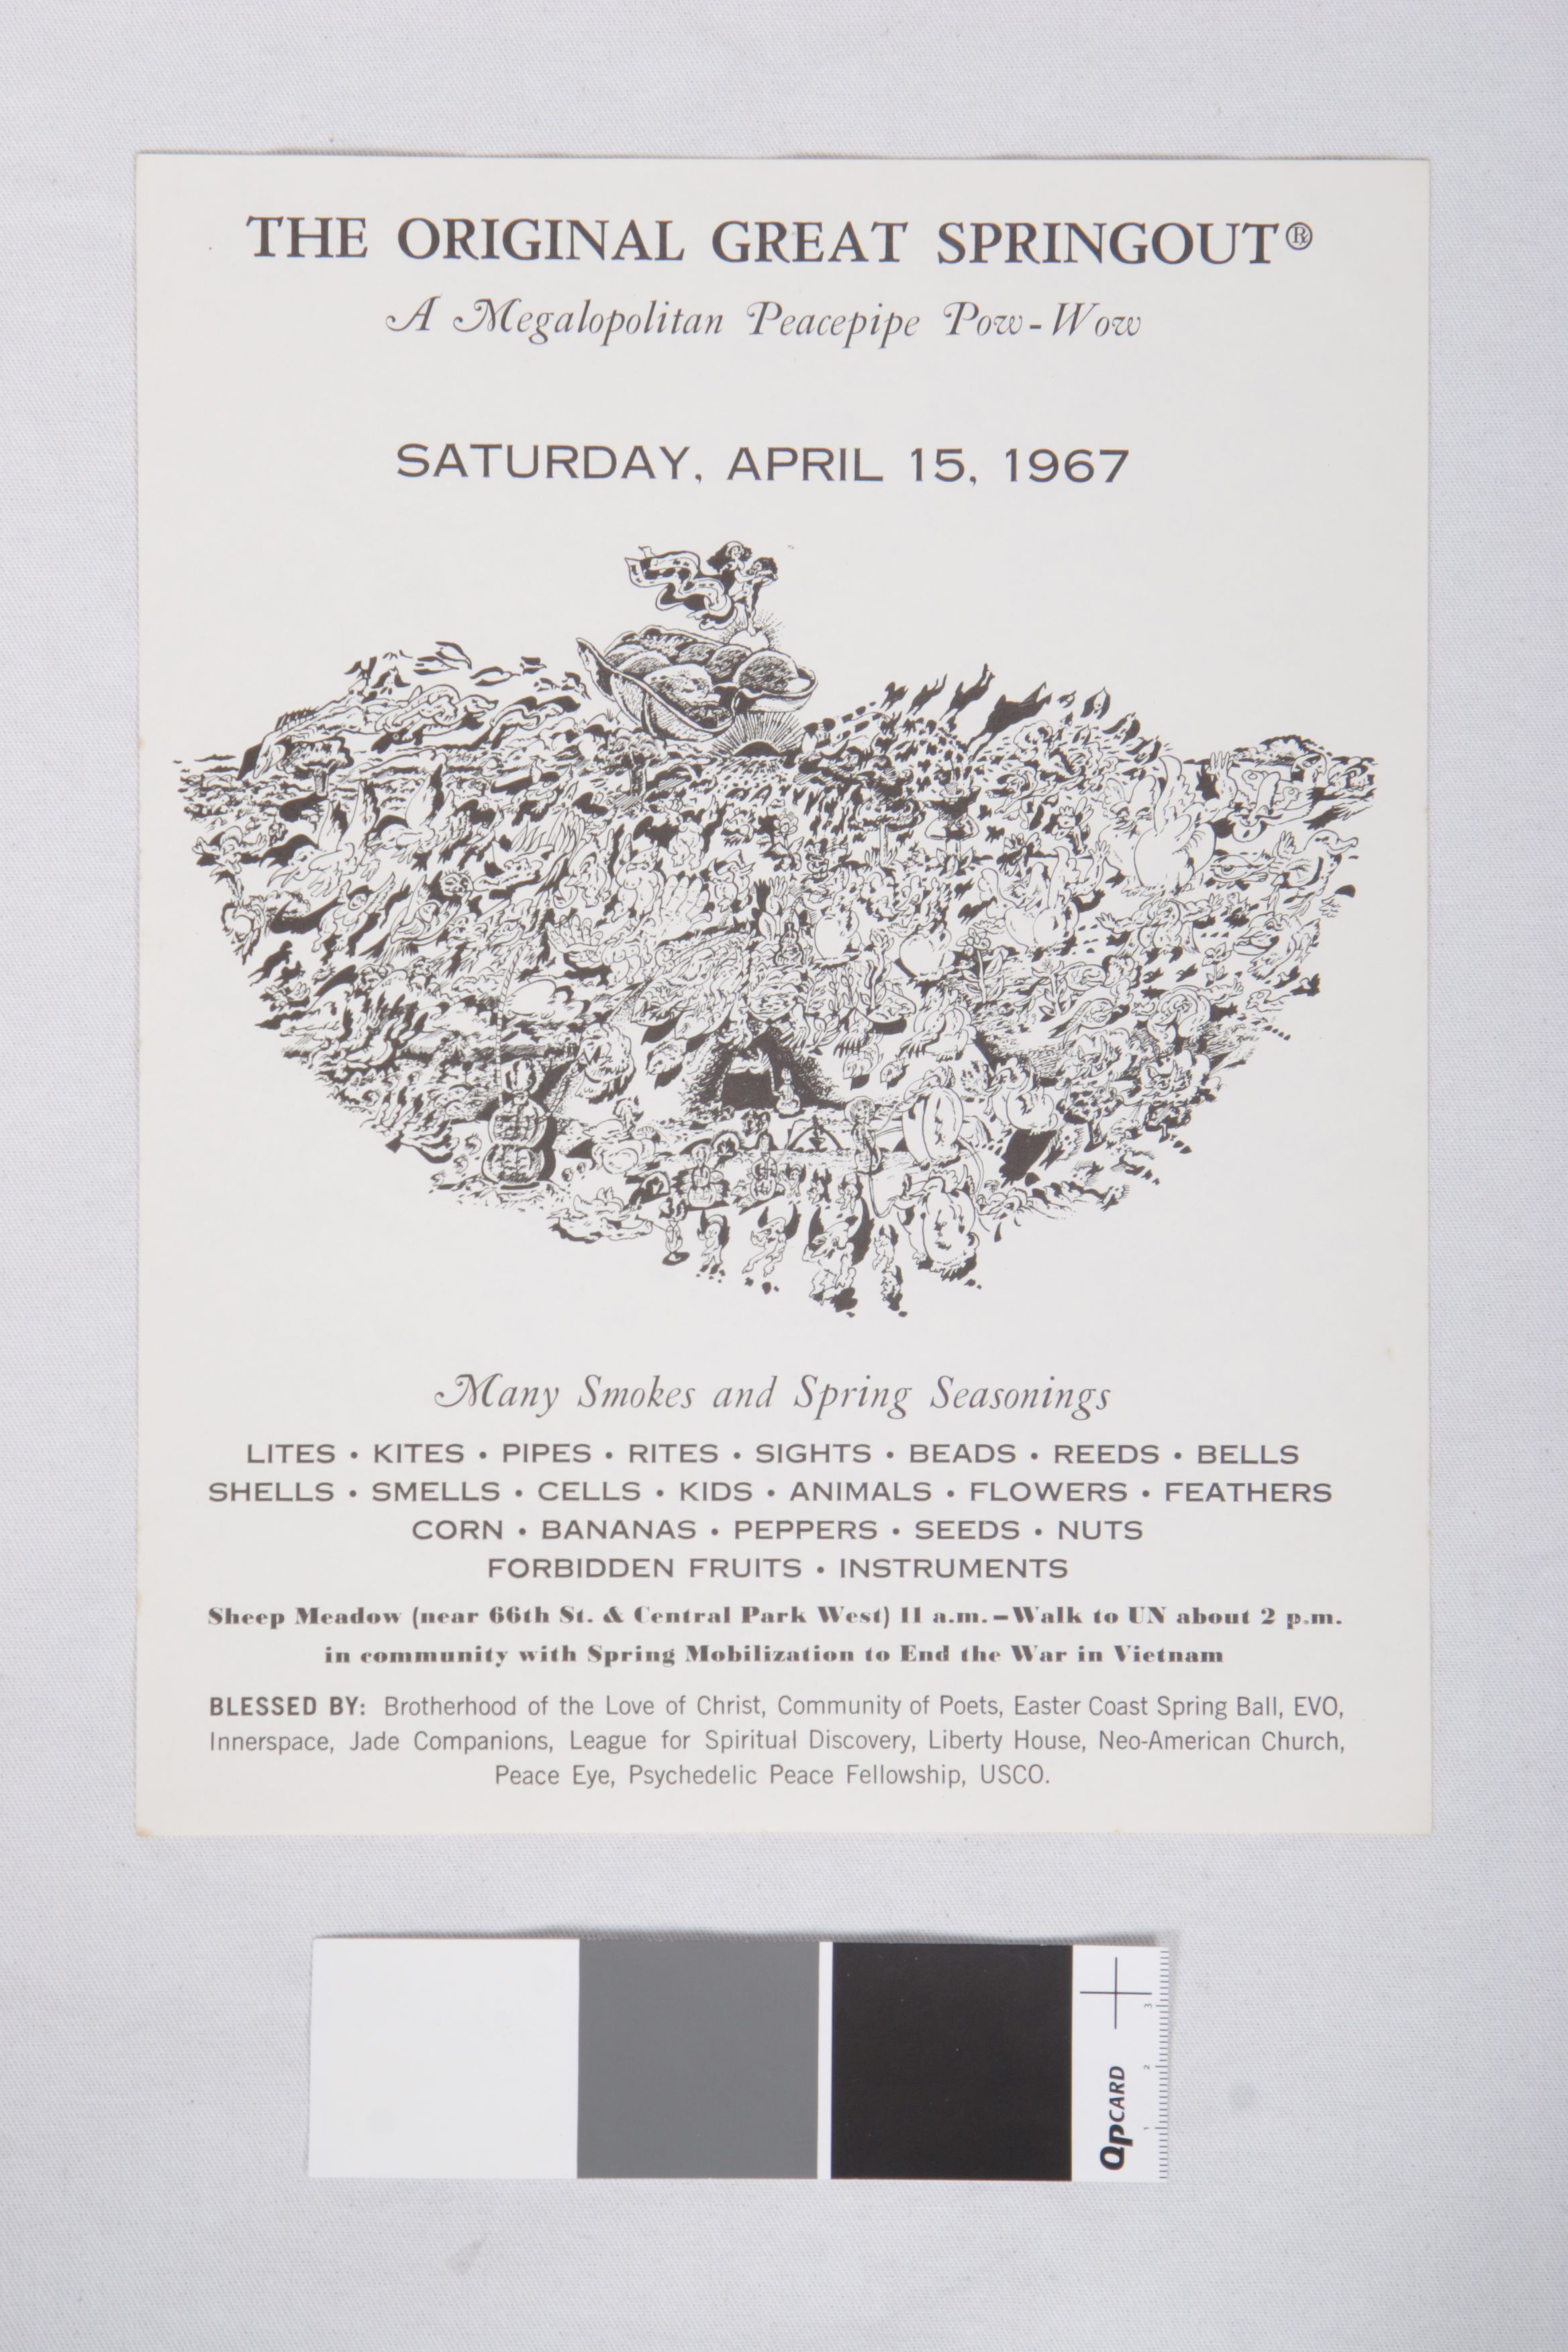 THE ORIGINAL GREAT SPRINGOUT®
A Megalopolitan Peacepipe Pow-Wow
SATURDAY, APRIL 15, 1967
Many Smokes and Spring Seasonings
LITES • KITES • PIPES • RITES • SIGHTS • BEADS • REEDS • BELLS
SHELLS • SMELLS • CELLS • KIDS • ANIMALS • FLOWERS • FEATHERS
CORN • BANANAS • PEPPERS • SEEDS • NUTS
FORBIDDEN FRUITS • INSTRUMENTS
Sheep Meadow (near 66th St. & Central Park West) 11 a.m.–Walk to UN about 2 p.m.
in community with Spring Mobilization to End the War in Vietnam
BLESSED BY: Brotherhood of the Love of Christ, Community of Poets, Easter Coast Spring Ball, EVO,
Innerspace, Jade Companions, League for Spiritual Discovery, Liberty House, Neo-American Church,
Peace Eye, Psychedelic Peace Fellowship, USCO.
QPCARD
1 2 3